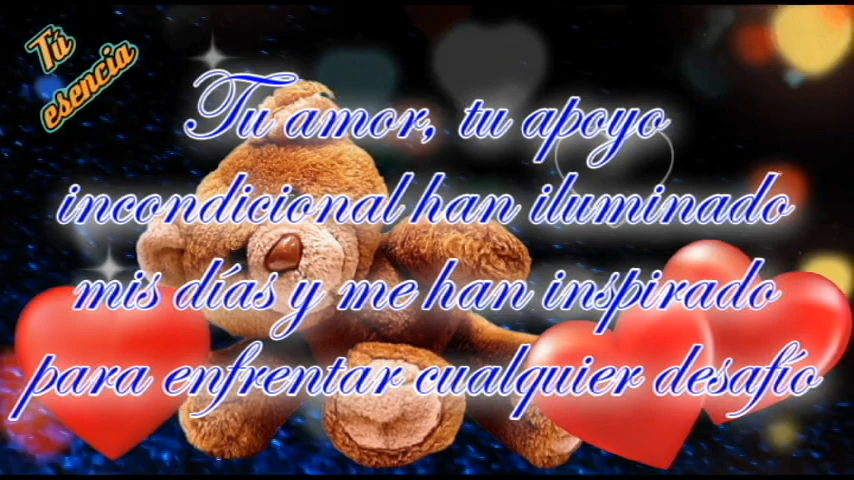 Tú
esencia
Tu amor, tu apoyo
incondicional han iluminado
mis días y me han inspirado
para enfrentar cualquier desafío